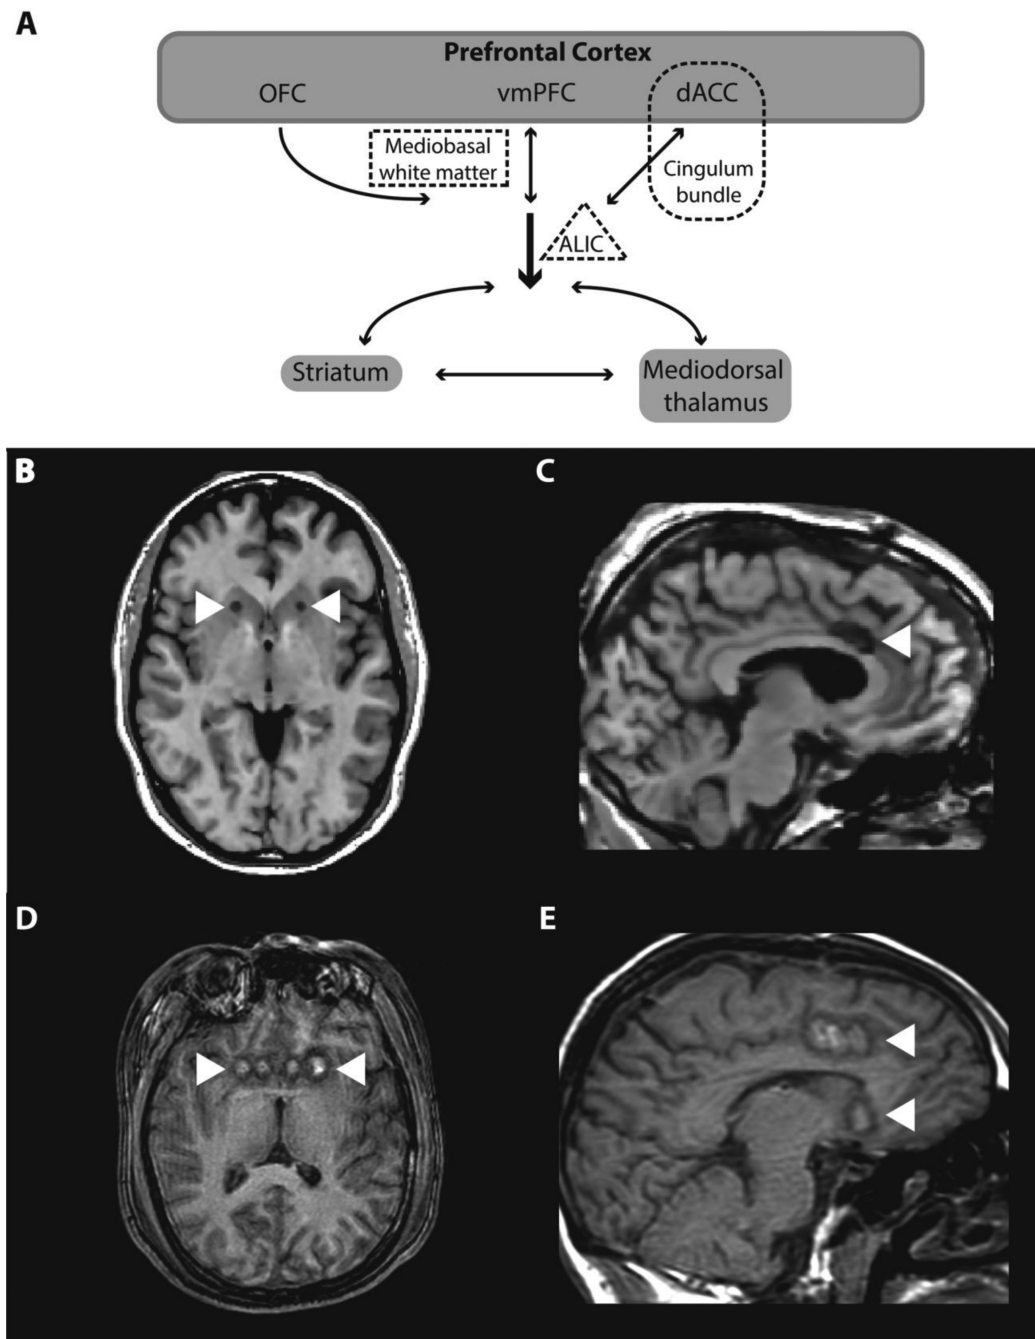 A
Prefrontal Cortex
OFC
vmPFC
dACC
Mediobasal
white matter
Cingulum
bundle
ALIC
Striatum
Mediodorsal
thalamus
B
C
D
E